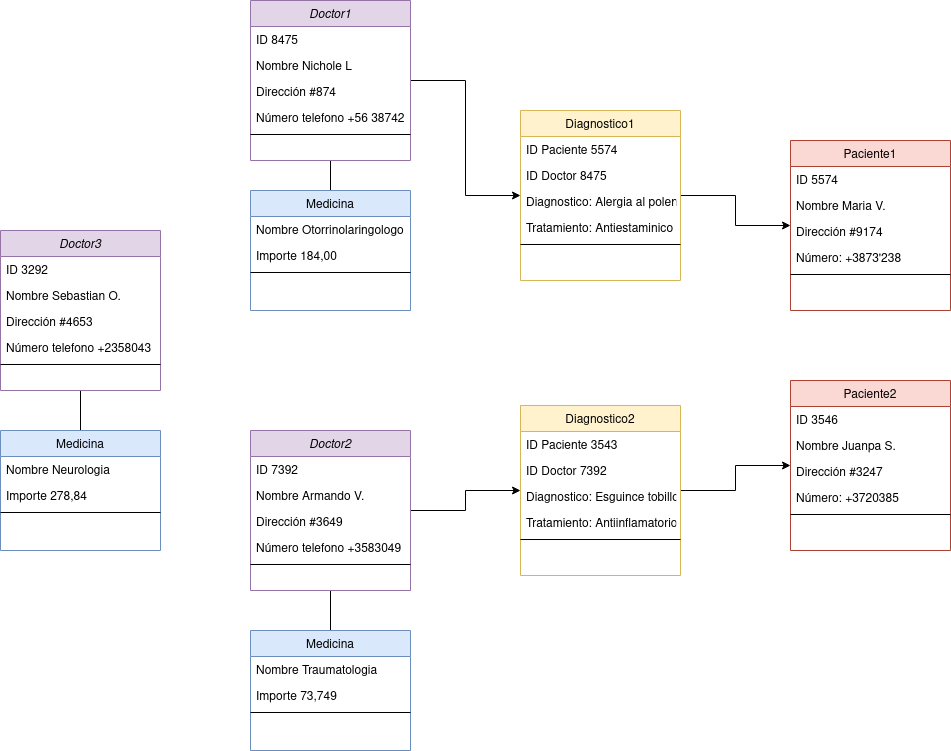 Doctor1
ID 8475
Nombre Nichole L
Dirección #874
Número telefono +56 38742
Medicina
Nombre Otorrinolaringologo
Importe 184,00
Diagnostico1
ID Paciente 5574
ID Doctor 8475
Diagnostico: Alergia al polen
Tratamiento: Antiestaminico
Paciente1
ID 5574
Nombre Maria V.
Dirección #9174
Número: +3873'238
Doctor3
ID 3292
Nombre Sebastian O.
Dirección #4653
Número telefono +2358043
Medicina
Nombre Neurologia
Importe 278,84
Doctor2
ID 7392
Nombre Armando V.
Dirección #3649
Número telefono +3583049
Medicina
Nombre Traumatologia
Importe 73,749
Diagnostico2
ID Paciente 3543
ID Doctor 7392
Diagnostico: Esguince tobillo
Tratamiento: Antiinflamatorio
Paciente2
ID 3546
Nombre Juanpa S.
Dirección #3247
Número: +3720385